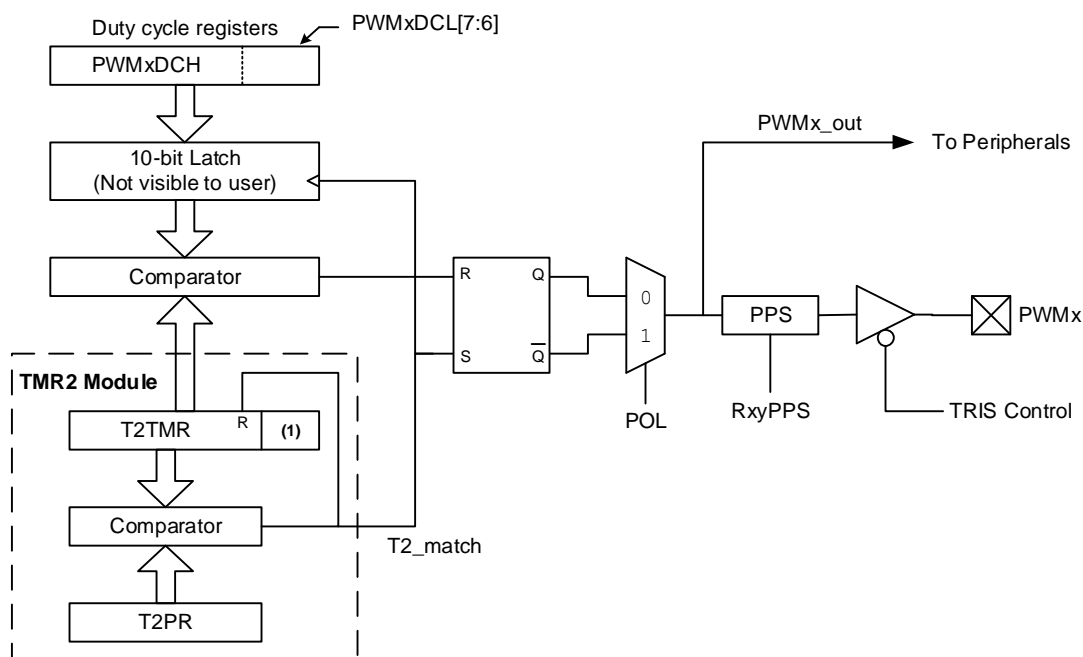 Duty cycle registers
PWMxDCL[7:6]
PWMxDCH
10-bit Latch
(Not visible to user)
Comparator
PWMx_out
To Peripherals
R
Q
S
Q
0
1
POL
PPS
RxyPPS
PWMx
TRIS Control
TMR2 Module
T2TMR
R
(1)
Comparator
T2_match
T2PR